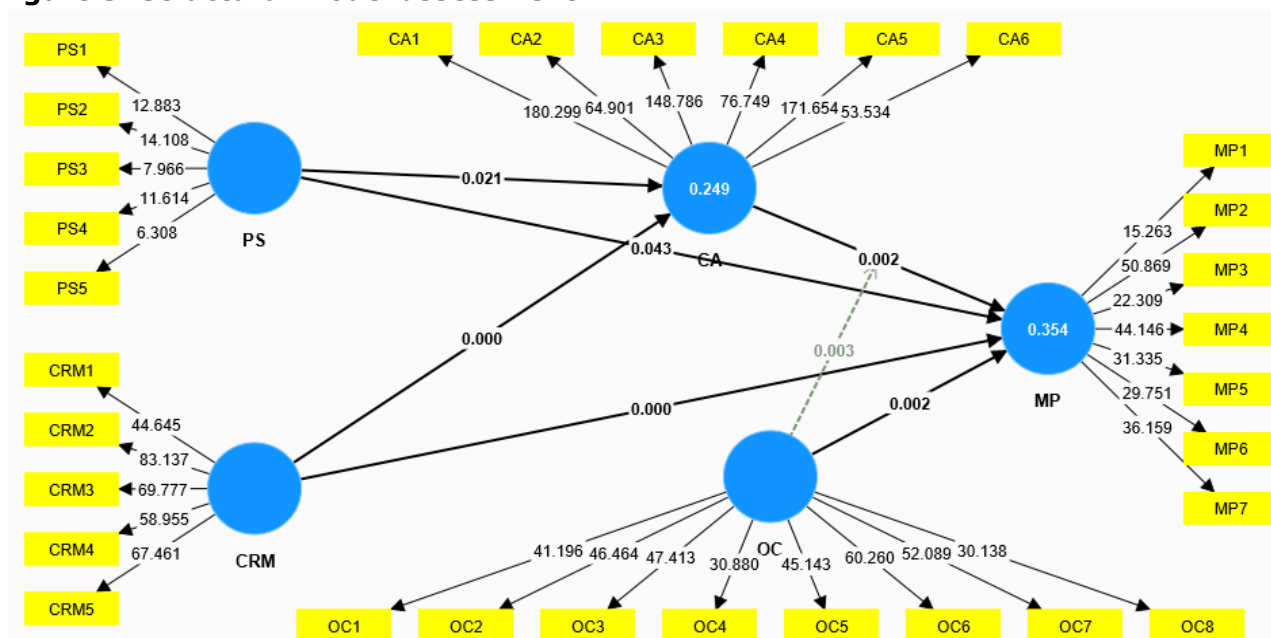 PS1
PS2
PS3
PS4
PS5
12.883
14.108
7.966
11.614
6.308
PS
CA1
CA2
CA3
CA4
CA5
CA6
180.299
64.901
148.786
76.749
171.654
53.534
0.249
CA
0.021
0.043
0.000
0.000
0.002
0.003
0.002
CRM1
CRM2
CRM3
CRM4
CRM5
44.645
83.137
69.777
58.955
67.461
CRM
MP1
MP2
MP3
MP4
MP5
MP6
MP7
15.263
50.869
22.309
44.146
31.335
29.751
36.159
0.354
MP
OC
41.196
46.464
47.413
30.880
45.143
60.260
52.089
30.138
OC1
OC2
OC3
OC4
OC5
OC6
OC7
OC8